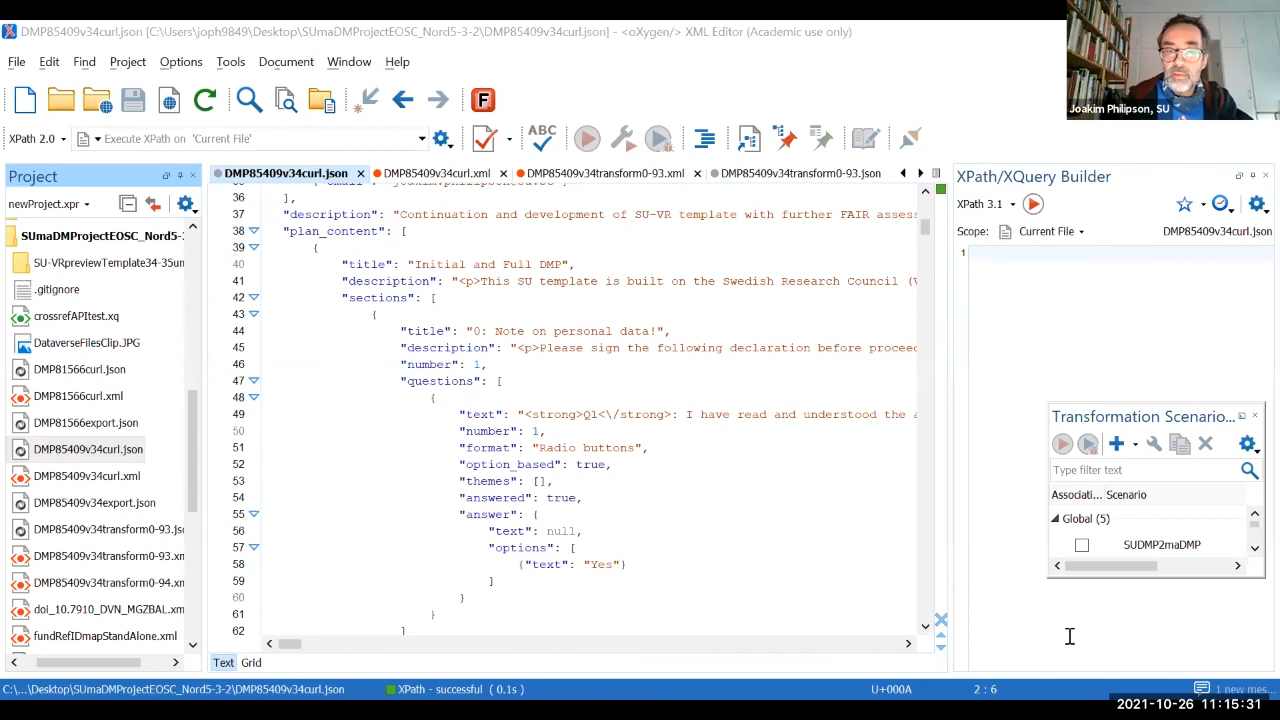 DMP85409v34curl.json [C:\Users\joph9849\Desktop\SUmaDMProjectEOSC_Nord5-3-2\DMP85409v34curl.json] - <oXygen/> XML Editor (Academic use only)
Joakim Philipson, SU
File Edit Find Project Options Tools Document Window Help
F
XPath 2.0 Execute XPath on 'Current File' ABC
Project
newProject.xpr
SUmaDMProjectEOSC_Nord5-3
SU-VRpreviewTemplate34-35un
.gitignore
crossrefAPItest.xq
DataverseFilesClip.JPG
DMP81566curl.json
DMP81566curl.xml
DMP81566export.json
DMP85409v34curl.json
DMP85409v34curl.xml
DMP85409v34export.json
DMP85409v34transform0-93.jso
DMP85409v34transform0-93.xm
DMP85409v34transform0-94.xm
doi_10.7910_DVN_MGZBAL.xm
fundRefIDmapStandAlone.xml
DMP85409v34curl.json DMP85409v34curl.xml DMP85409v34transform0-93.xml DMP85409v34transform0-93.json
36 ],
37 "description": "Continuation and development of SU-VR template with further FAIR assess
38 "plan_content": [
39 {
40 "title": "Initial and Full DMP",
41 "description": "<p>This SU template is built on the Swedish Research Council (V
42 "sections": [
43 {
44 "title": "0: Note on personal data!",
45 "description": "<p>Please sign the following declaration before procee
46 "number": 1,
47 "questions": [
48 {
49 "text": "<strong>Q1<\/strong>: I have read and understood the a
50 "number": 1,
51 "format": "Radio buttons",
52 "option_based": true,
53 "themes": [],
54 "answered": true,
55 "answer": {
56 "text": null,
57 "options": [
58 {"text": "Yes"}
59 ]
60 }
61 }
62 ]
Text Grid
XPath/XQuery Builder
XPath 3.1
Scope: Current File DMP85409v34curl.json
1
Transformation Scenario...
Type filter text
Associati... Scenario
Global (5)
SUDMP2maDMP
C:\...\Desktop\SUmaDMProjectEOSC_Nord5-3-2\DMP85409v34curl.json XPath - successful ( 0.1s ) U+000A 2 : 6 1 new mes
2021-10-26 11:15:31